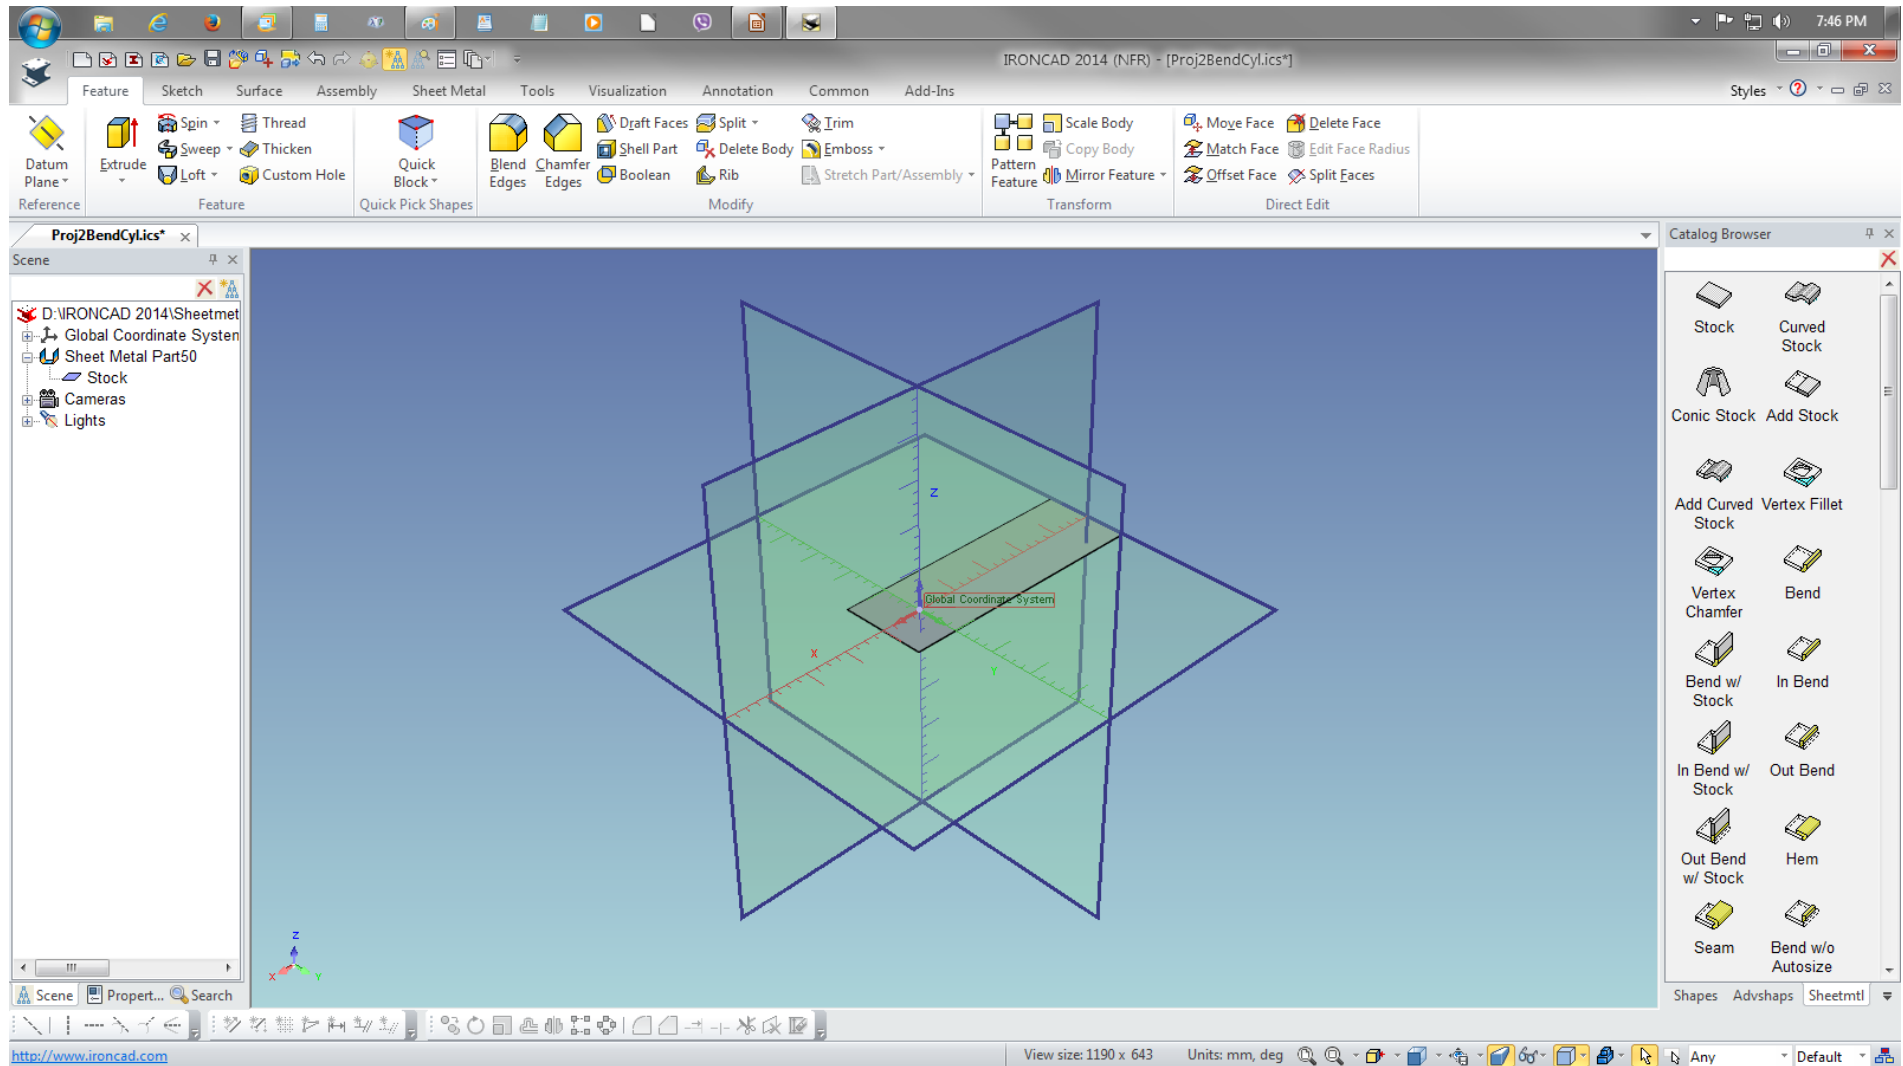 7:46 PM
IRONCAD 2014 (NFR) - [Proj2BendCyl.ics*]
Feature Sketch Surface Assembly Sheet Metal Tools Visualization Annotation Common Add-Ins Styles
Datum Plane
Reference
Extrude
Spin
Sweep
Loft
Thread
Thicken
Custom Hole
Feature
Quick Block
Quick Pick Shapes
Blend Edges
Chamfer Edges
Draft Faces
Shell Part
Boolean
Split
Delete Body
Rib
Trim
Emboss
Stretch Part/Assembly
Modify
Pattern Feature
Scale Body
Copy Body
Mirror Feature
Transform
Move Face
Match Face
Offset Face
Delete Face
Edit Face Radius
Split Faces
Direct Edit
Proj2BendCyl.ics*
Scene
D:\IRONCAD 2014\Sheetmet
Global Coordinate System
Sheet Metal Part50
Stock
Cameras
Lights
Z
Global Coordinate System
X
Y
Z
X
Y
Catalog Browser
Stock
Curved Stock
Conic Stock
Add Stock
Add Curved Stock
Vertex Fillet
Vertex Chamfer
Bend
Bend w/ Stock
In Bend
In Bend w/ Stock
Out Bend
Out Bend w/ Stock
Hem
Seam
Bend w/o Autosize
Scene Propert... Search
Shapes Advshaps Sheetmtl
http://www.ironcad.com
View size: 1190 x 643 Units: mm, deg Any Default